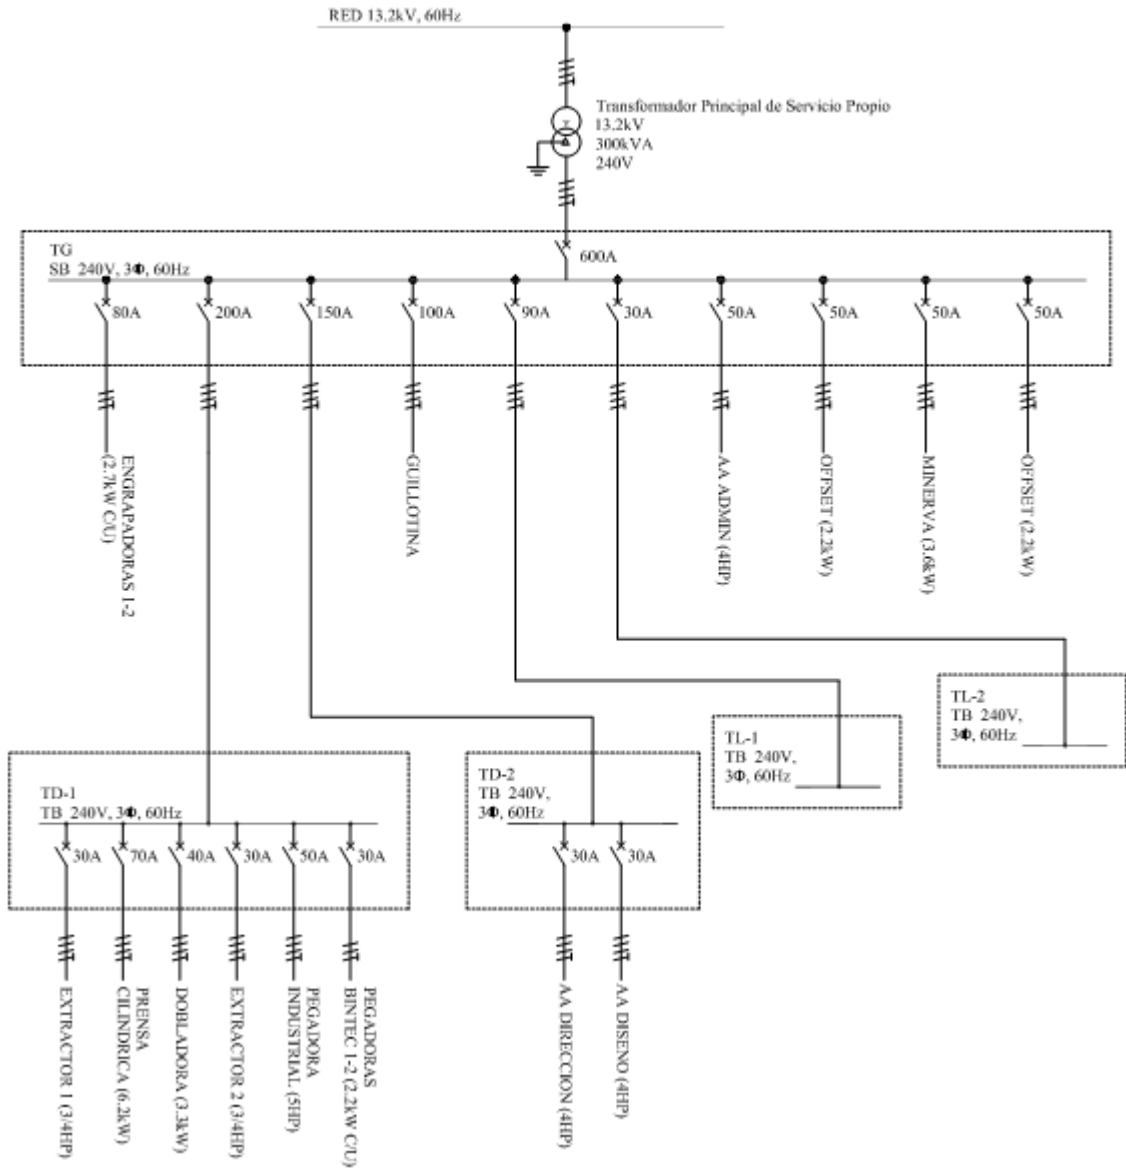 RED 13.2kV, 60Hz
Transformador Principal de Servicio Propio
13.2kV
300kVA
240V
TG
SB 240V, 3Φ, 60Hz
600A
80A
200A
150A
100A
90A
30A
50A
50A
50A
50A
ENGRAPADORAS 1-2
(2.7kW C/U)
GUILLOTINA
AA ADMIN (4HP)
OFFSET (2.2kW)
MINERVA (3.6kW)
OFFSET (2.2kW)
TL-2
TB 240V,
3Φ, 60Hz
TL-1
TB 240V,
3Φ, 60Hz
TD-1
TB 240V, 3Φ, 60Hz
30A
70A
40A
30A
50A
30A
EXTRACTOR 1 (3/4HP)
PRENSA
CILINDRICA (6.2kW)
DOBLADORA (3.3kW)
EXTRACTOR 2 (3/4HP)
PEGADORA
INDUSTRIAL (5HP)
PEGADORAS
BINTEC 1-2 (2.2kW C/U)
TD-2
TB 240V,
3Φ, 60Hz
30A
30A
AA DIRECCION (4HP)
AA DISENO (4HP)